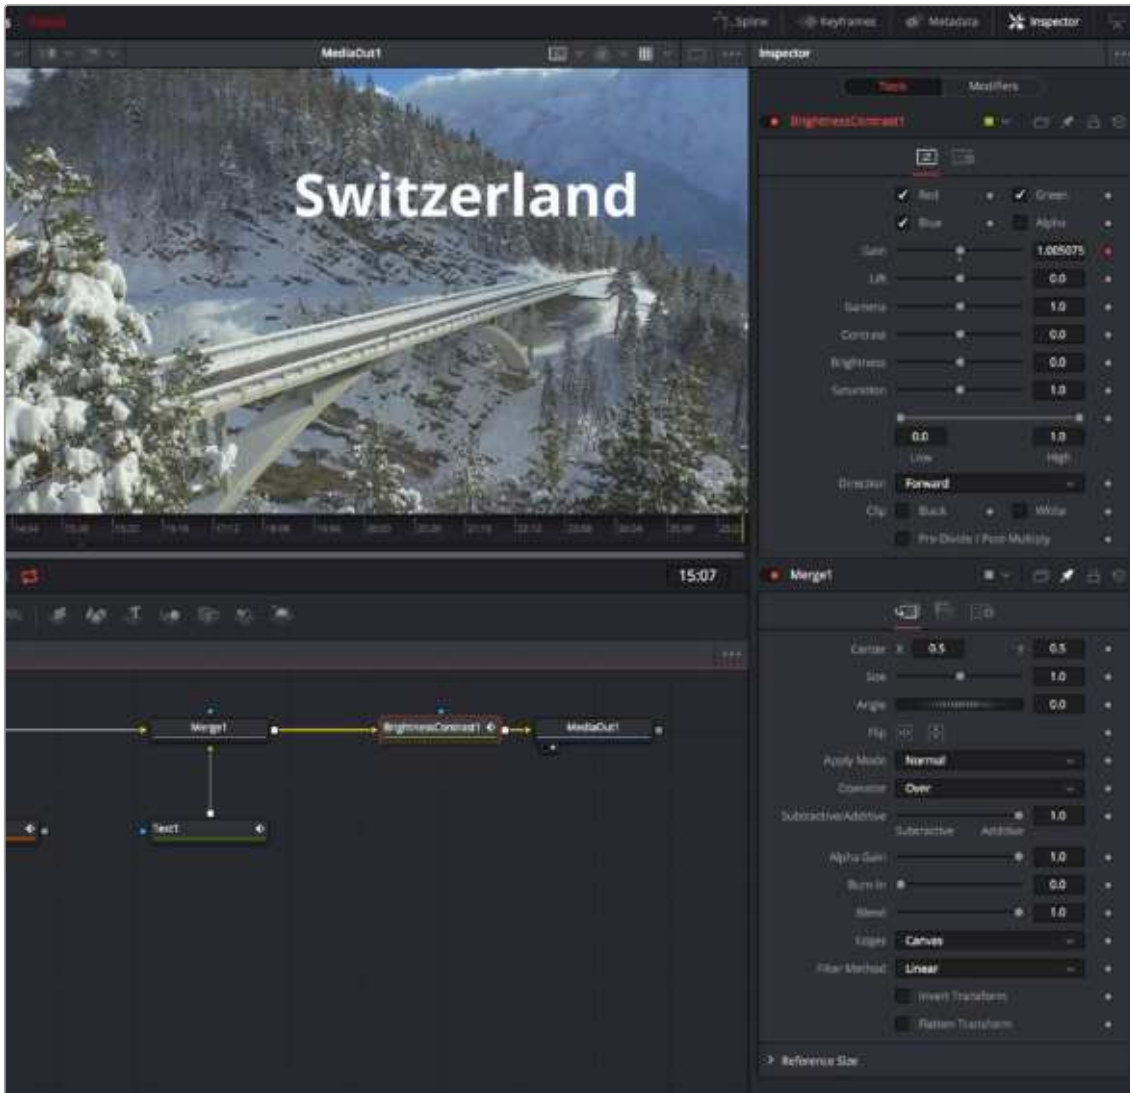 Spline Keyframes Metadata Inspector
MediaOut1
Inspector
Tools Modifiers
BrightnessContrast1
Switzerland
Red Green
Blue Alpha
Gain 1.005075
Lift 0.0
Gamma 1.0
Contrast 0.0
Brightness 0.0
Saturation 1.0
0.0 1.0
Low High
Direction Forward
Clip Black White
Pre-Divide / Post-Multiply
15:07
Merge1
Center X 0.5 Y 0.5
Size 1.0
Angle 0.0
Flip
Apply Mode Normal
Operator Over
Subtractive/Additive 1.0
Subtractive Additive
Alpha Gain 1.0
Burn In 0.0
Blend 1.0
Edges Canvas
Filter Method Linear
Invert Transform
Flatten Transform
Reference Size
Merge1 BrightnessContrast1 MediaOut1
Text1